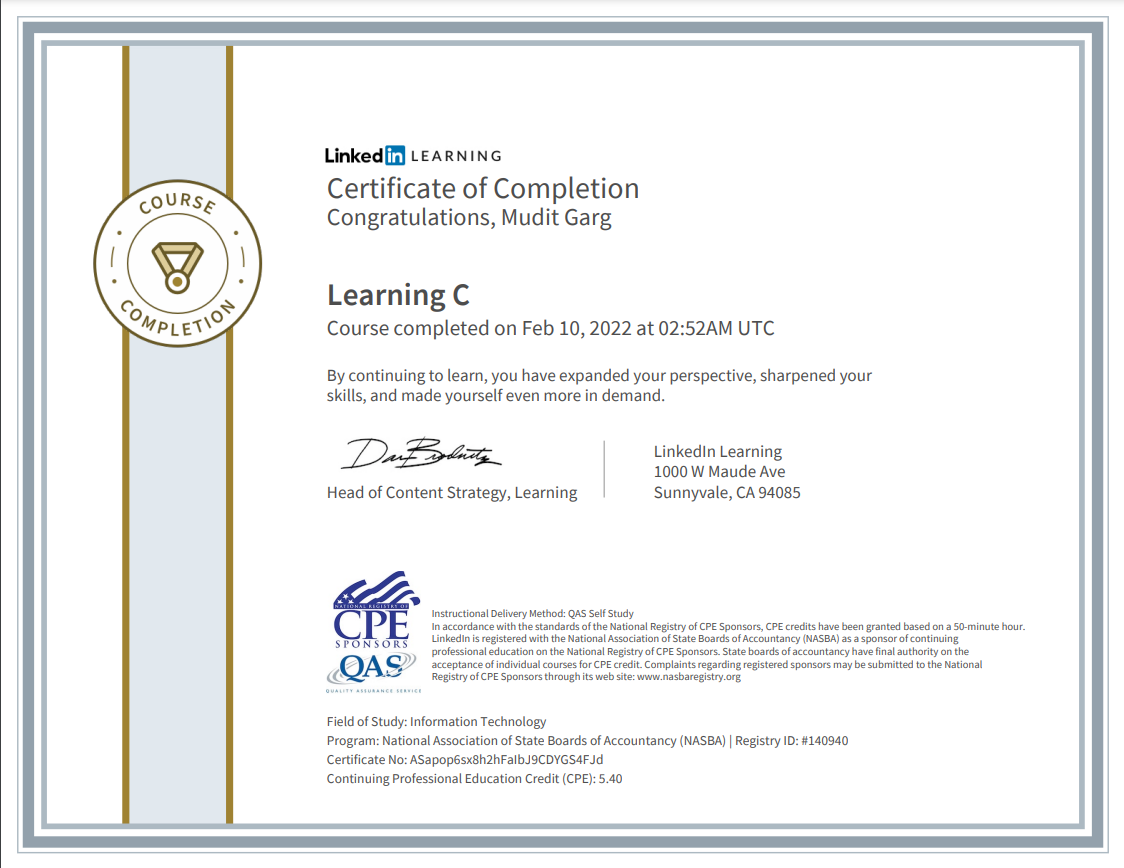 COURSE
COMPLETION
Linked in LEARNING
Certificate of Completion
Congratulations, Mudit Garg
Learning C
Course completed on Feb 10, 2022 at 02:52AM UTC
By continuing to learn, you have expanded your perspective, sharpened your
skills, and made yourself even more in demand.
Head of Content Strategy, Learning
LinkedIn Learning
1000 W Maude Ave
Sunnyvale, CA 94085
NATIONAL REGISTRY OF
CPE
SPONSORS
QAS
QUALITY ASSURANCE SERVICE
Instructional Delivery Method: QAS Self Study
In accordance with the standards of the National Registry of CPE Sponsors, CPE credits have been granted based on a 50-minute hour.
LinkedIn is registered with the National Association of State Boards of Accountancy (NASBA) as a sponsor of continuing
professional education on the National Registry of CPE Sponsors. State boards of accountancy have final authority on the
acceptance of individual courses for CPE credit. Complaints regarding registered sponsors may be submitted to the National
Registry of CPE Sponsors through its web site: www.nasbaregistry.org
Field of Study: Information Technology
Program: National Association of State Boards of Accountancy (NASBA) | Registry ID: #140940
Certificate No: ASapop6sx8h2hFaIbJ9CDYGS4FJd
Continuing Professional Education Credit (CPE): 5.40